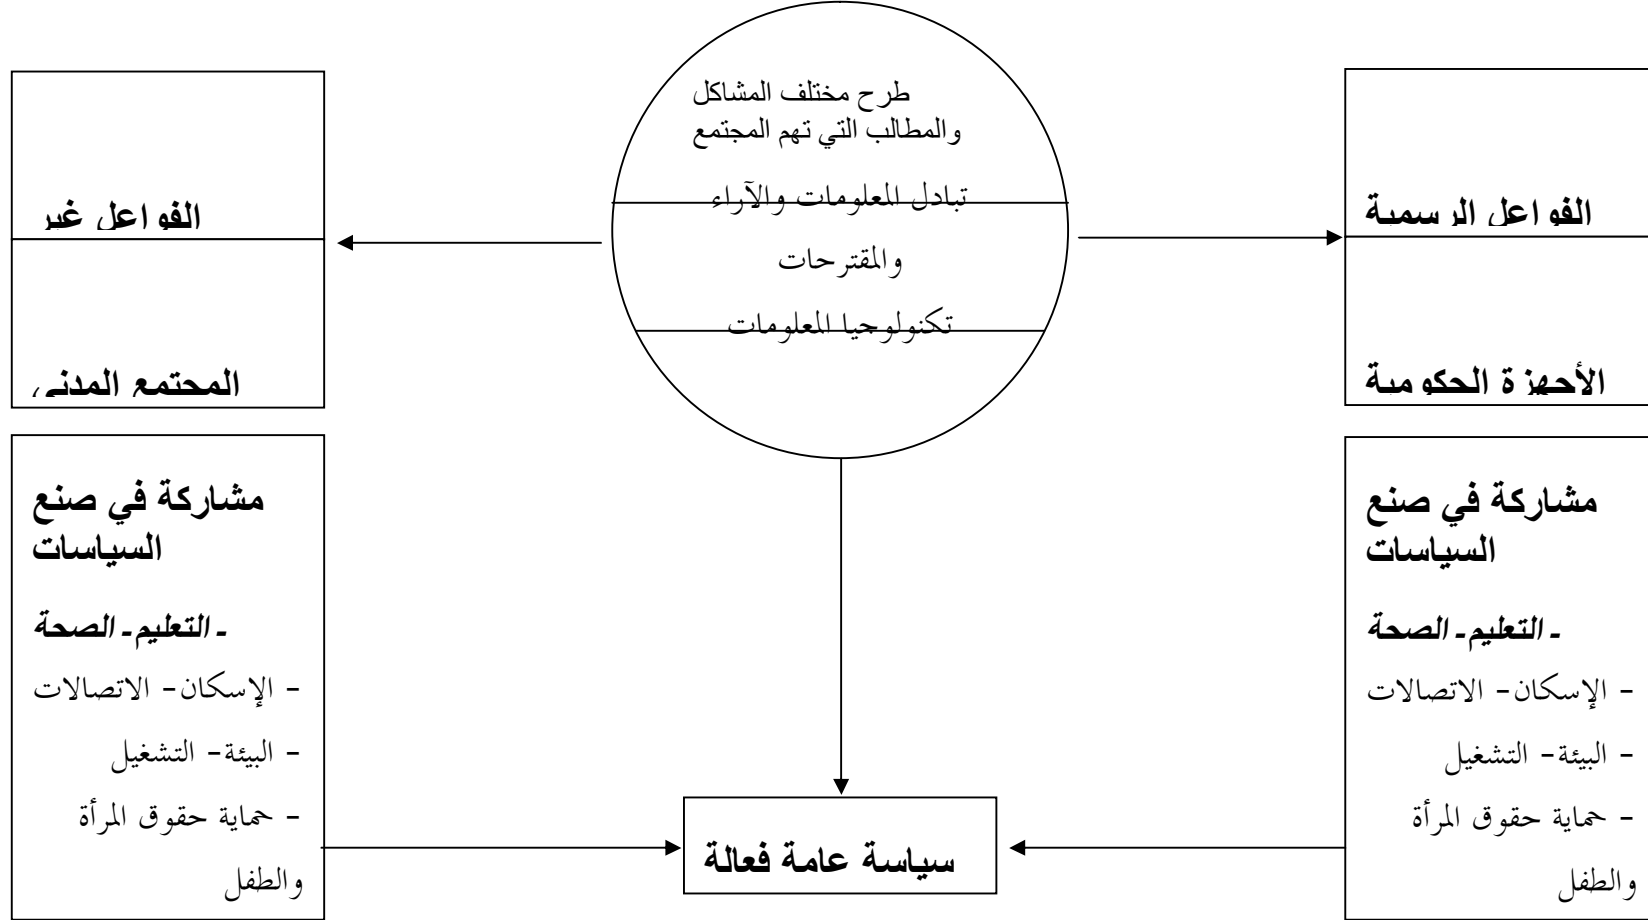 طرح مختلف المشاكل
والمطالب التي تهم المجتمع
تبادل المعلومات والآراء
والمقترحات
تكنولوجيا المعلومات
الفواعل الرسمية
الأجهزة الحكومية
الفواعل غير
المجتمع المدني
مشاركة في صنع
السياسات
- التعليم - الصحة
- الإسكان - الاتصالات
- البيئة - التشغيل
- حماية حقوق المرأة
والطفل
مشاركة في صنع
السياسات
- التعليم - الصحة
- الإسكان - الاتصالات
- البيئة - التشغيل
- حماية حقوق المرأة
والطفل
سياسة عامة فعالة